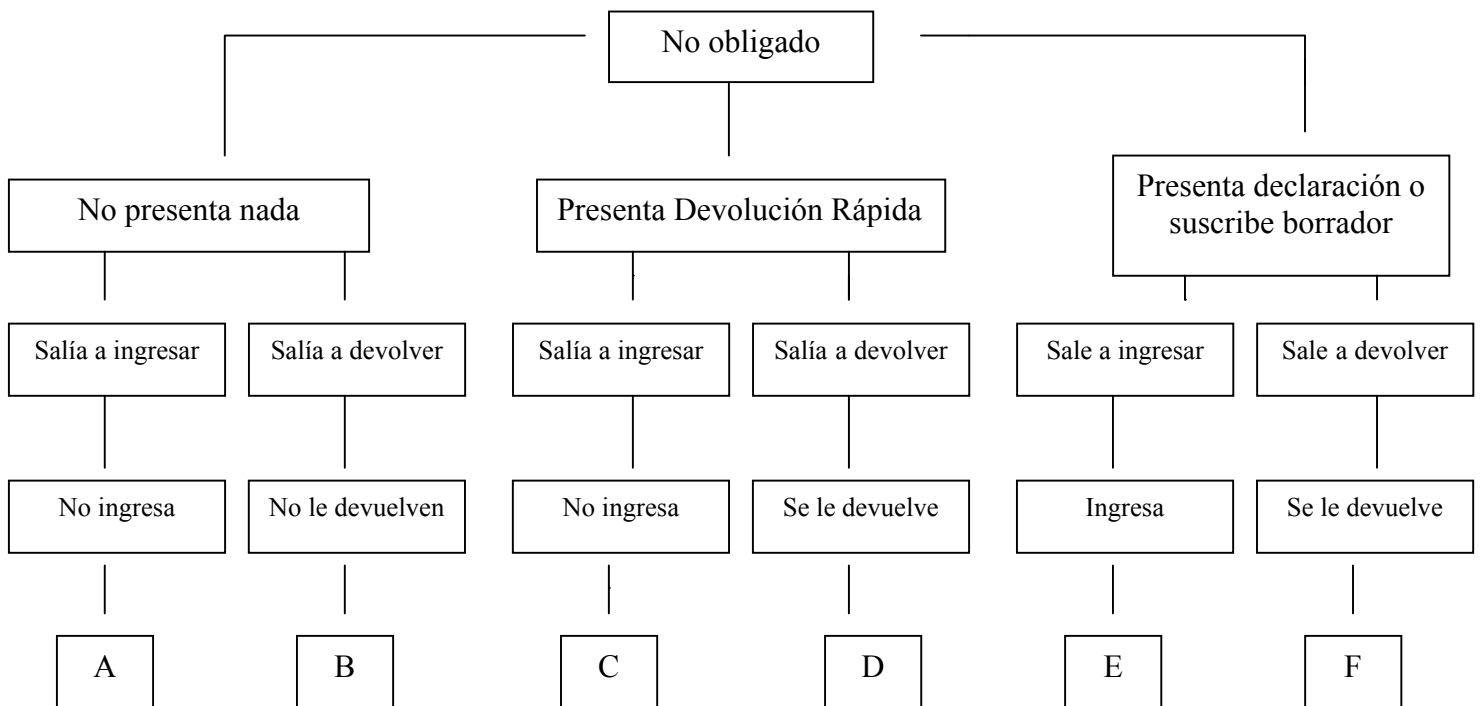 No obligado
No presenta nada
Presenta Devolución Rápida
Presenta declaración o
suscribe borrador
Salía a ingresar
Salía a devolver
Salía a ingresar
Salía a devolver
Sale a ingresar
Sale a devolver
No ingresa
No le devuelven
No ingresa
Se le devuelve
Ingresa
Se le devuelve
A
B
C
D
E
F